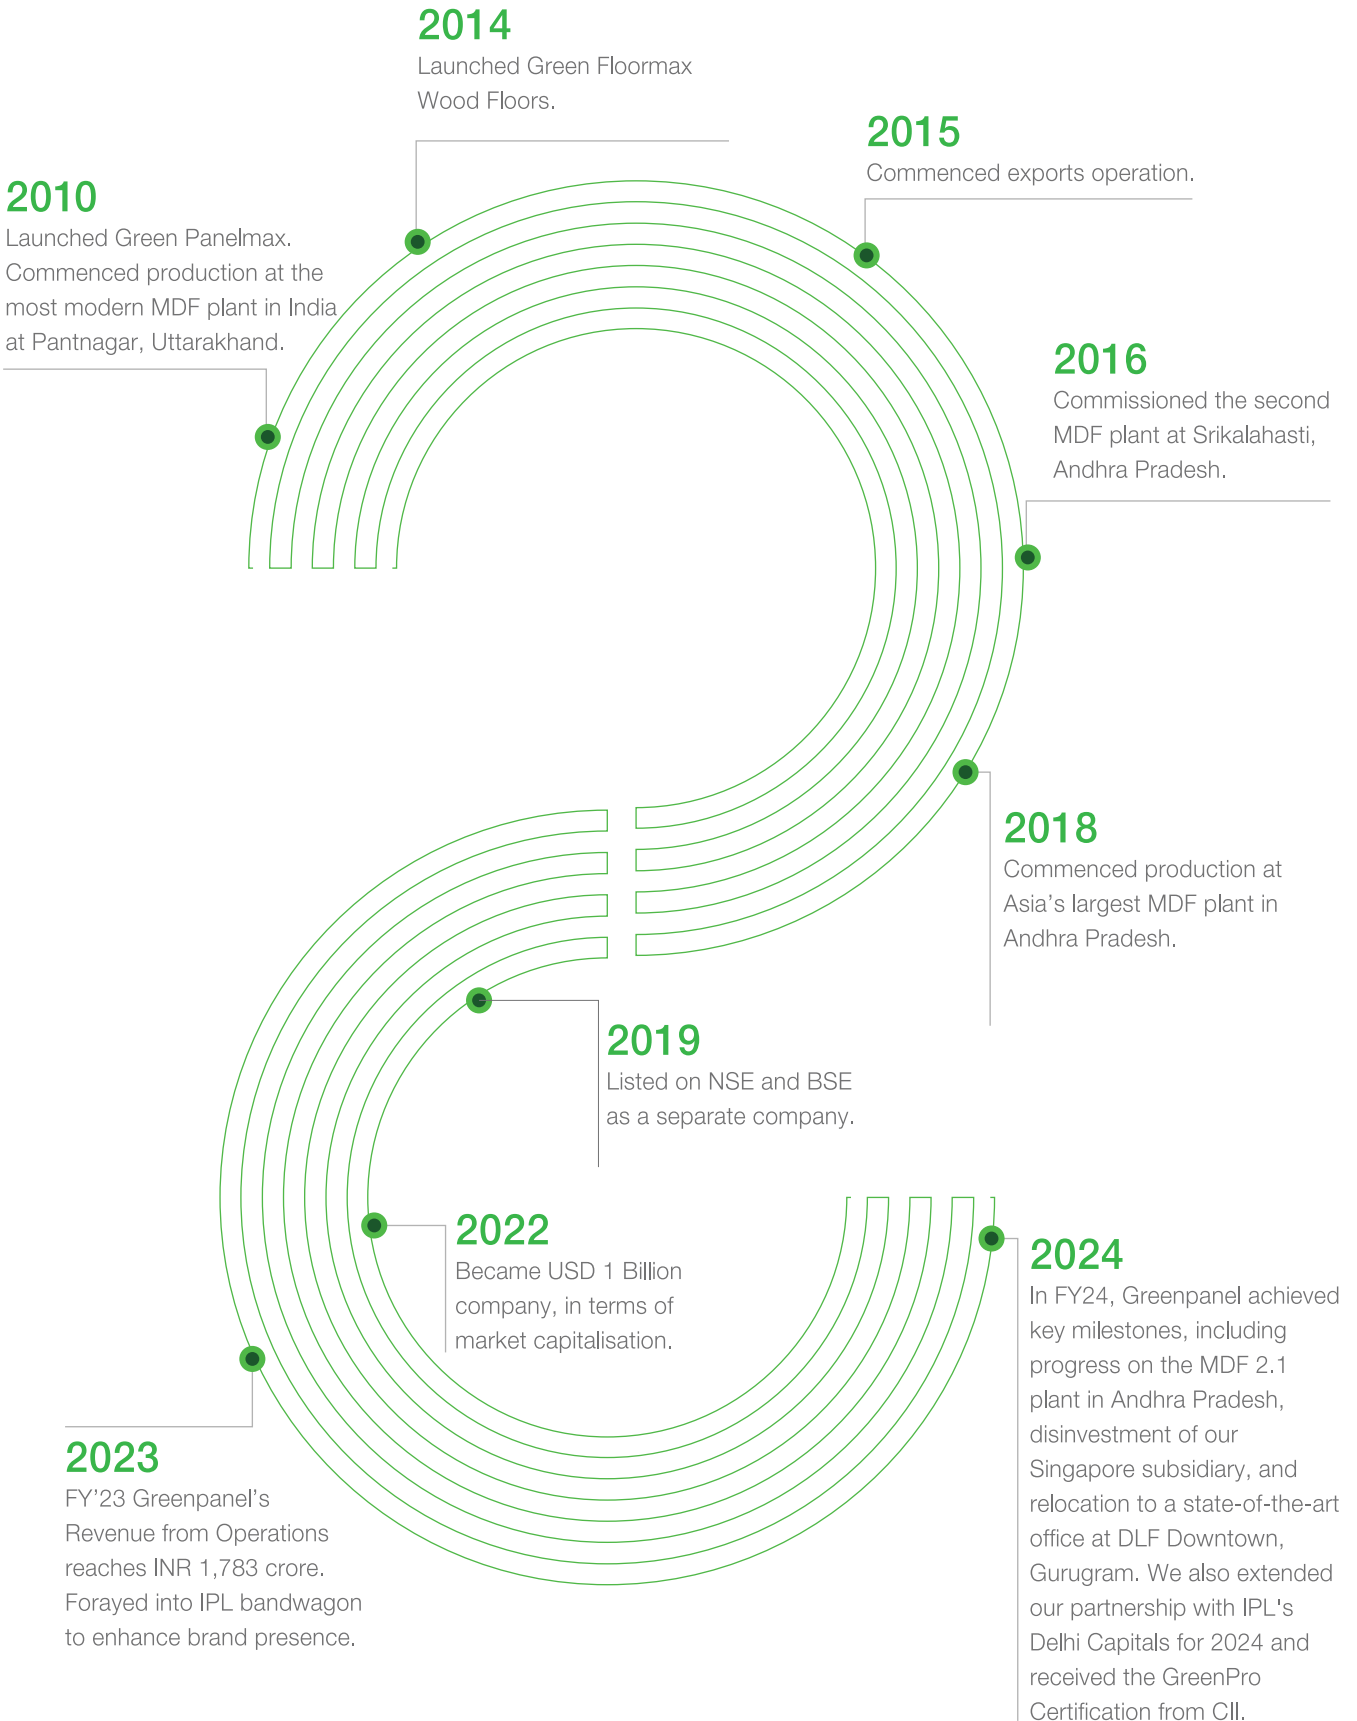 2010
Launched Green Panelmax.
Commenced production at the
most modern MDF plant in India
at Pantnagar, Uttarakhand.
2014
Launched Green Floormax
Wood Floors.
2015
Commenced exports operation.
2016
Commissioned the second
MDF plant at Srikalahasti,
Andhra Pradesh.
2018
Commenced production at
Asia’s largest MDF plant in
Andhra Pradesh.
2019
Listed on NSE and BSE
as a separate company.
2022
Became USD 1 Billion
company, in terms of
market capitalisation.
2023
FY’23 Greenpanel’s
Revenue from Operations
reaches INR 1,783 crore.
Forayed into IPL bandwagon
to enhance brand presence.
2024
In FY24, Greenpanel achieved
key milestones, including
progress on the MDF 2.1
plant in Andhra Pradesh,
disinvestment of our
Singapore subsidiary, and
relocation to a state-of-the-art
office at DLF Downtown,
Gurugram. We also extended
our partnership with IPL's
Delhi Capitals for 2024 and
received the GreenPro
Certification from CII.